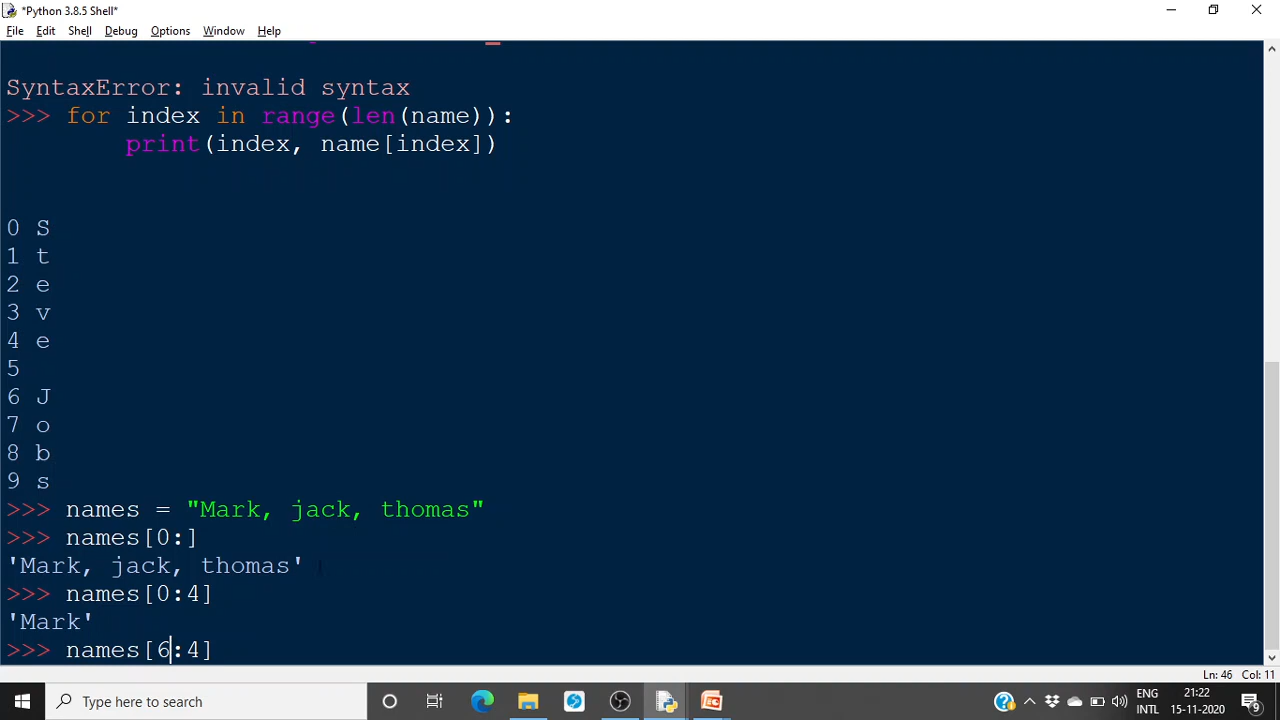 *Python 3.8.5 Shell*
File Edit Shell Debug Options Window Help
SyntaxError: invalid syntax
>>> for index in range(len(name)):
        print(index, name[index])
0 S
1 t
2 e
3 v
4 e
5
6 J
7 o
8 b
9 s
>>> names = "Mark, jack, thomas"
>>> names[0:]
'Mark, jack, thomas'
>>> names[0:4]
'Mark'
>>> names[6:4]
Ln: 46 Col: 11
Type here to search
ENG
INTL
21:22
15-11-2020
9